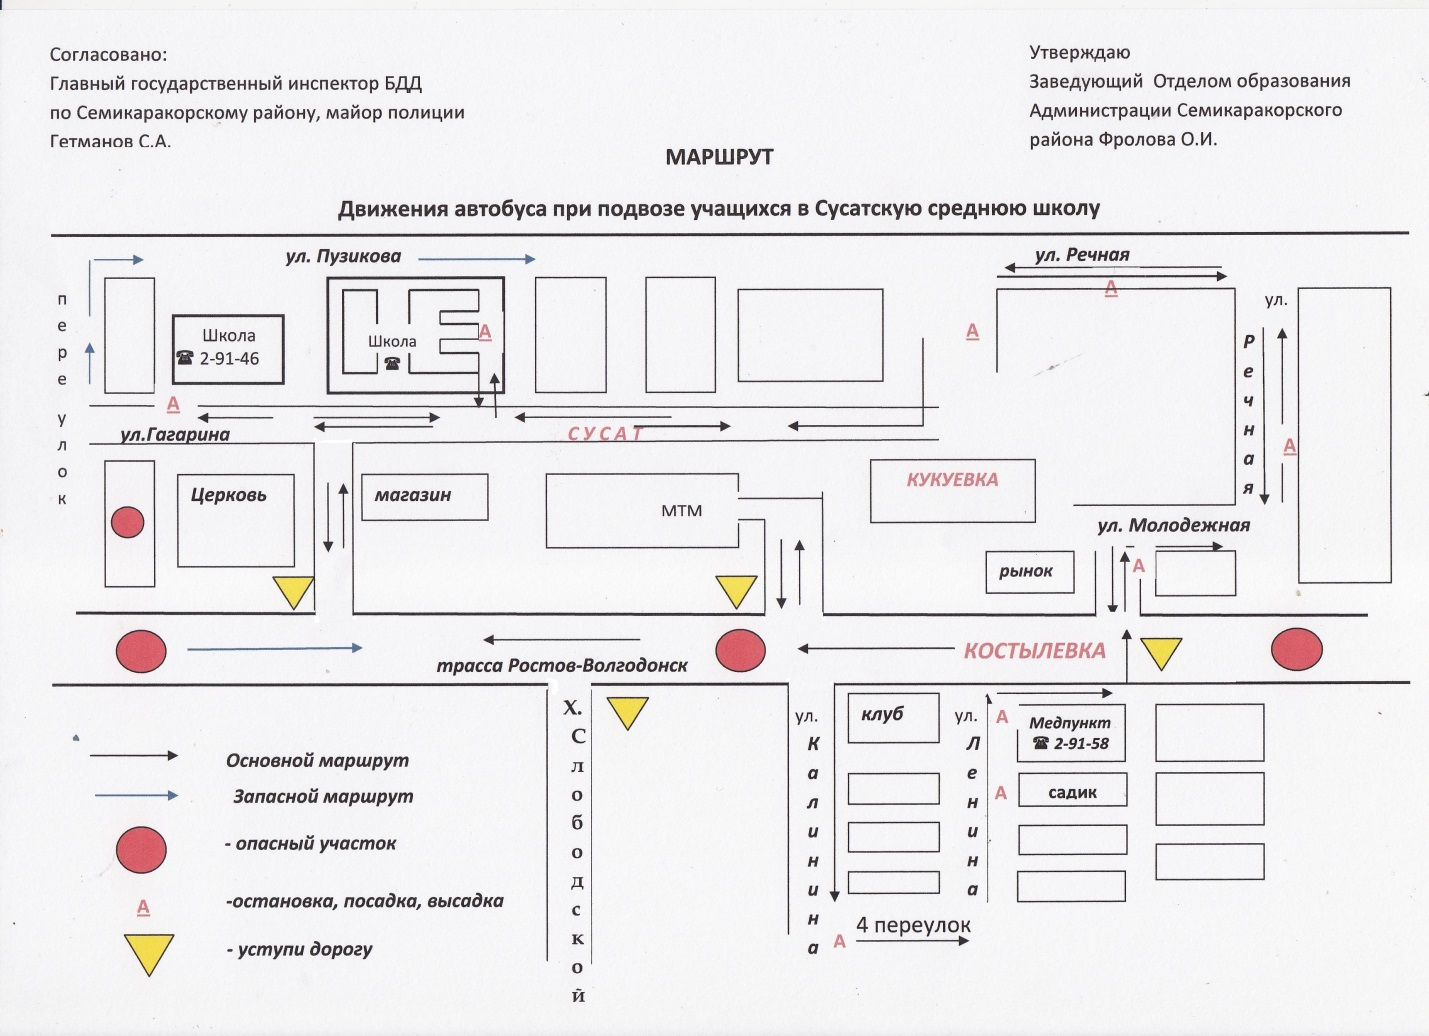 Согласовано:
Главный государственный инспектор БДД
по Семикаракорскому району, майор полиции
Гетманов С.А.
Утверждаю
Заведующий Отделом образования
Администрации Семикаракорского
района Фролова О.И.
МАРШРУТ
Движения автобуса при подвозе учащихся в Сусатскую среднюю школу
ул. Пузикова
ул. Речная
А
переулок
Школа
☎ 2-91-46
Школа
☎
А
А
ул.
Речная
А
А
ул.Гагарина
СУСАТ
Церковь
магазин
МТМ
КУКУЕВКА
ул. Молодежная
рынок
А
КОСТЫЛЕВКА
трасса Ростов-Волгодонск
Х.
Слободской
ул.
Калинина
клуб
ул.
Ленина
А
Медпункт
☎ 2-91-58
А
садик
А
4 переулок
Основной маршрут
Запасной маршрут
- опасный участок
А
-остановка, посадка, высадка
- уступи дорогу